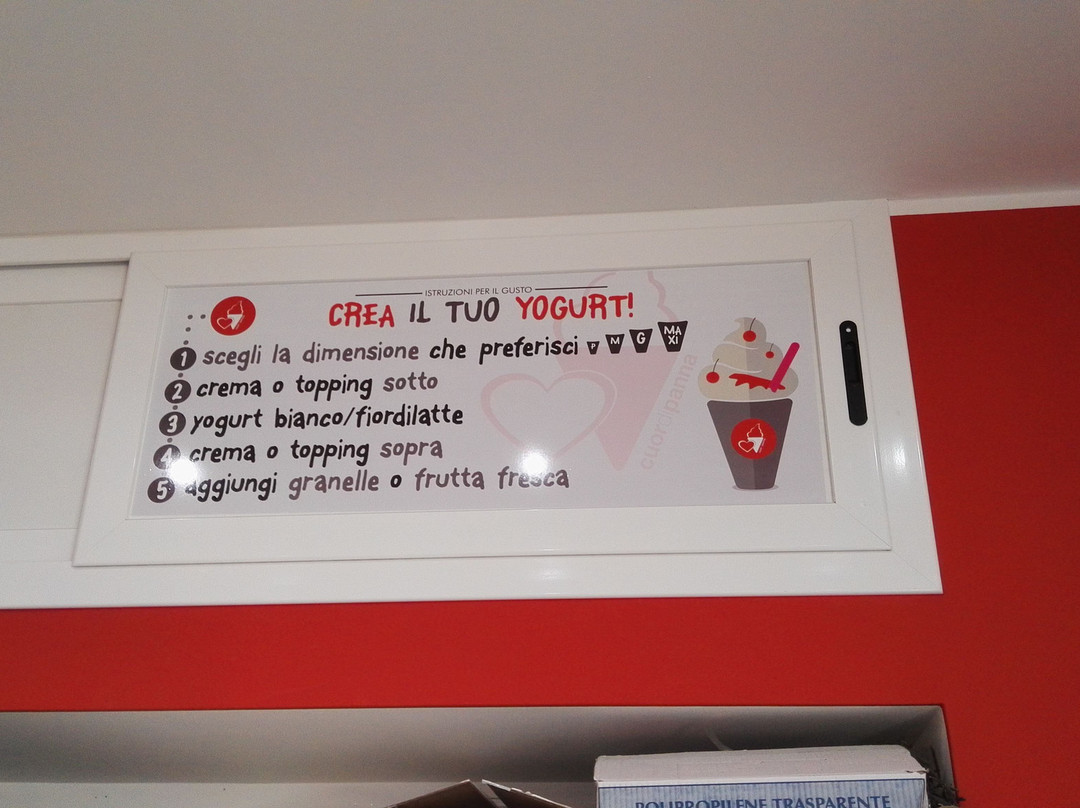 ISTRUZIONI PER IL GUSTO
CREA IL TUO YOGURT!
1 scegli la dimensione che preferisci P M G MAXI
2 crema o topping sotto
3 yogurt bianco/fiordilatte
4 crema o topping sopra
5 aggiungi granelle o frutta fresca
cuordipanna
POLIPROPILENE TRASPARENTE